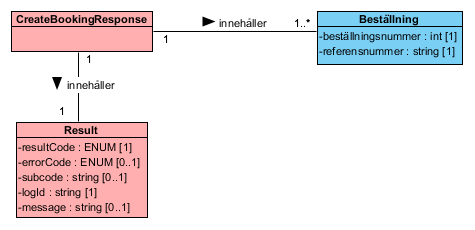 CreateBookingResponse
innehåller
1
1..*
Beställning
-beställningsnummer : int [1]
-referensnummer : string [1]
1
innehåller
1
Result
-resultCode : ENUM [1]
-errorCode : ENUM [0..1]
-subcode : string [0..1]
-logId : string [1]
-message : string [0..1]